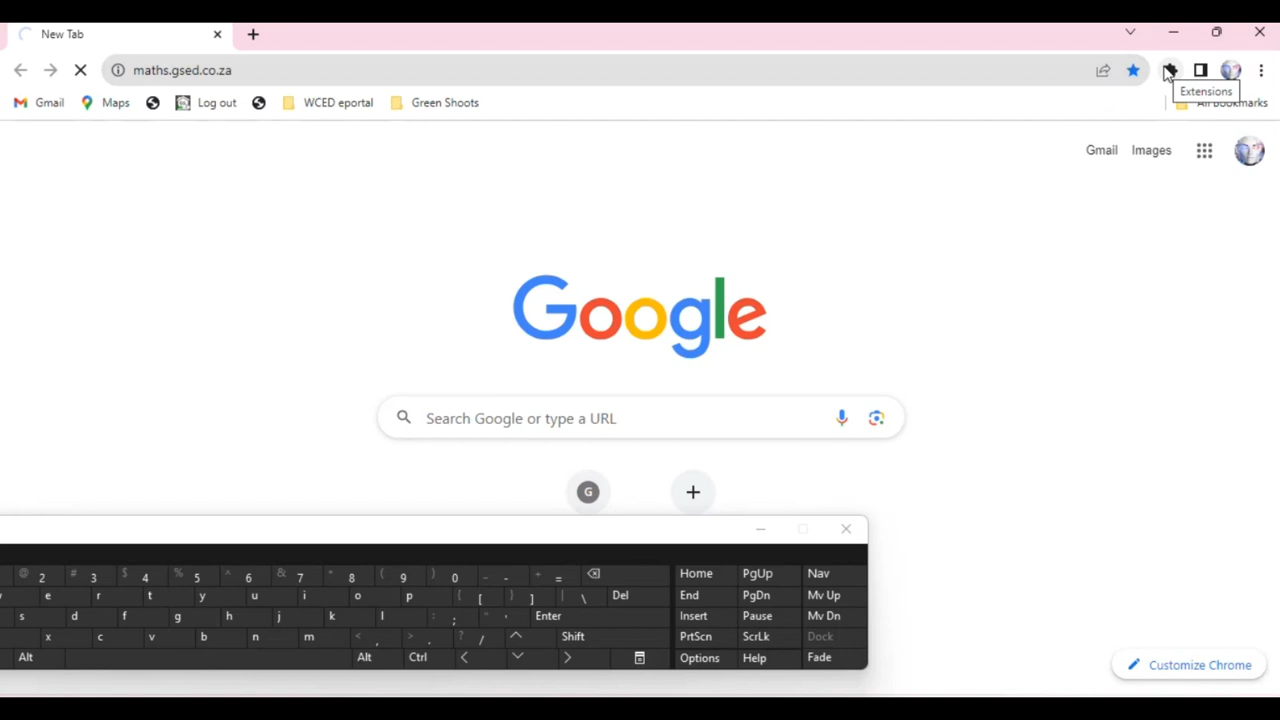 New Tab
maths.gsed.co.za
Extensions
Gmail Maps Log out WCED eportal Green Shoots All Bookmarks
Gmail Images
Google
Search Google or type a URL
G
@ 2 # 3 $ 4 % 5 ^ 6 & 7 * 8 ( 9 ) 0 _ - + = Home PgUp Nav
e r t y u i o p { [ } ] | \ Del End PgDn Mv Up
s d f g h j k l : ; " ' Enter Insert Pause Mv Dn
x c v b n m < , > . ? / Shift PrtScn ScrLk Dock
Alt Alt Ctrl Options Help Fade
Customize Chrome